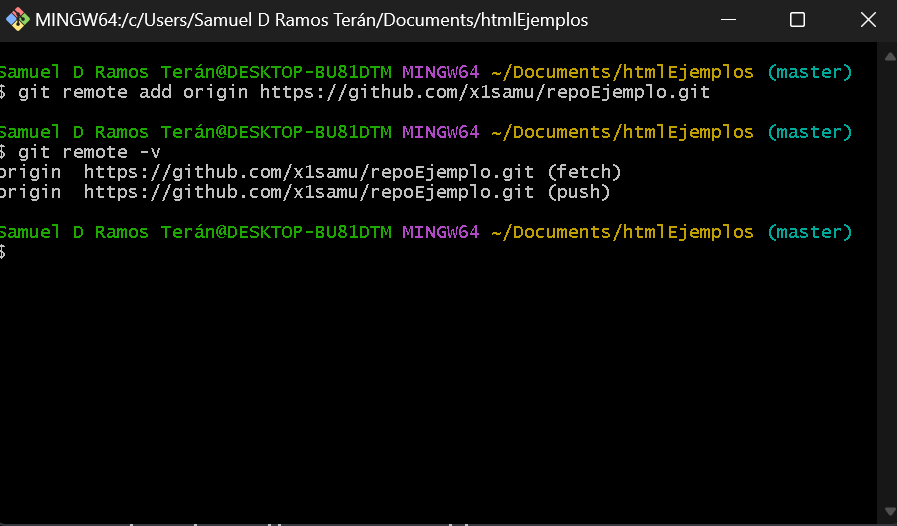 MINGW64:/c/Users/Samuel D Ramos Terán/Documents/htmlEjemplos
Samuel D Ramos Terán@DESKTOP-BU81DTM MINGW64 ~/Documents/htmlEjemplos (master)
$ git remote add origin https://github.com/x1samu/repoEjemplo.git
Samuel D Ramos Terán@DESKTOP-BU81DTM MINGW64 ~/Documents/htmlEjemplos (master)
$ git remote -v
origin  https://github.com/x1samu/repoEjemplo.git (fetch)
origin  https://github.com/x1samu/repoEjemplo.git (push)
Samuel D Ramos Terán@DESKTOP-BU81DTM MINGW64 ~/Documents/htmlEjemplos (master)
$